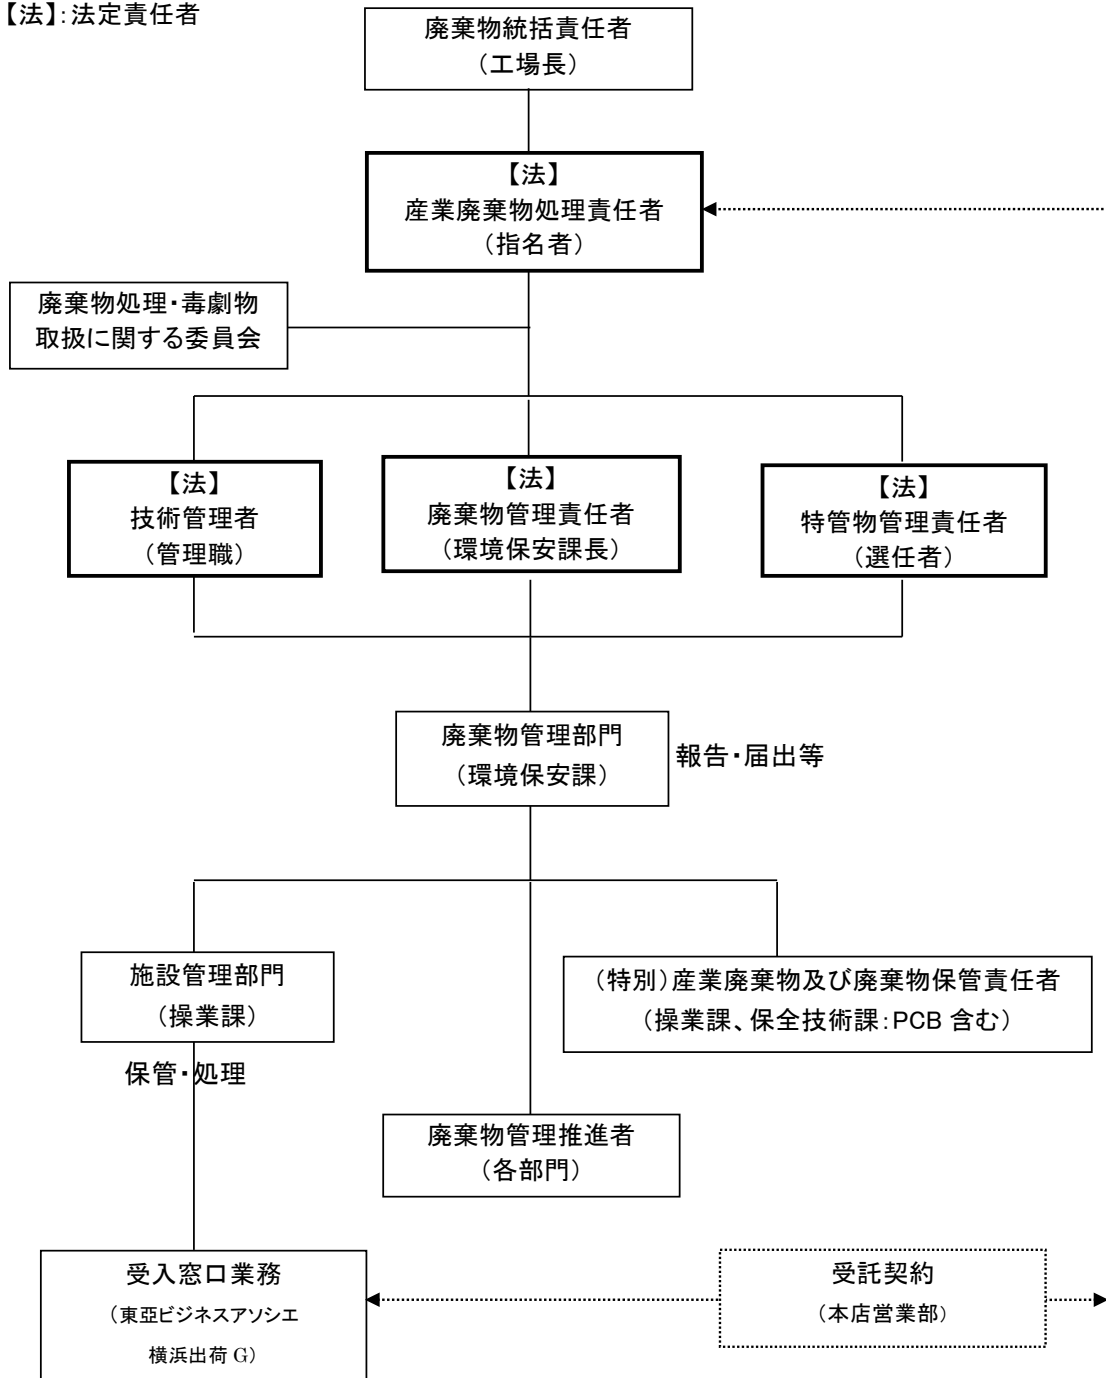 【法】：法定責任者
廃棄物統括責任者
（工場長）
【法】
産業廃棄物処理責任者
（指名者）
廃棄物処理・毒劇物
取扱に関する委員会
【法】
技術管理者
（管理職）
【法】
廃棄物管理責任者
（環境保安課長）
【法】
特管物管理責任者
（選任者）
廃棄物管理部門
（環境保安課）
報告・届出等
施設管理部門
（操業課）
（特別）産業廃棄物及び廃棄物保管責任者
（操業課、保全技術課：PCB 含む）
保管・処理
廃棄物管理推進者
（各部門）
受入窓口業務
（東亞ビジネスアソシエ
横浜出荷 G）
受託契約
（本店営業部）